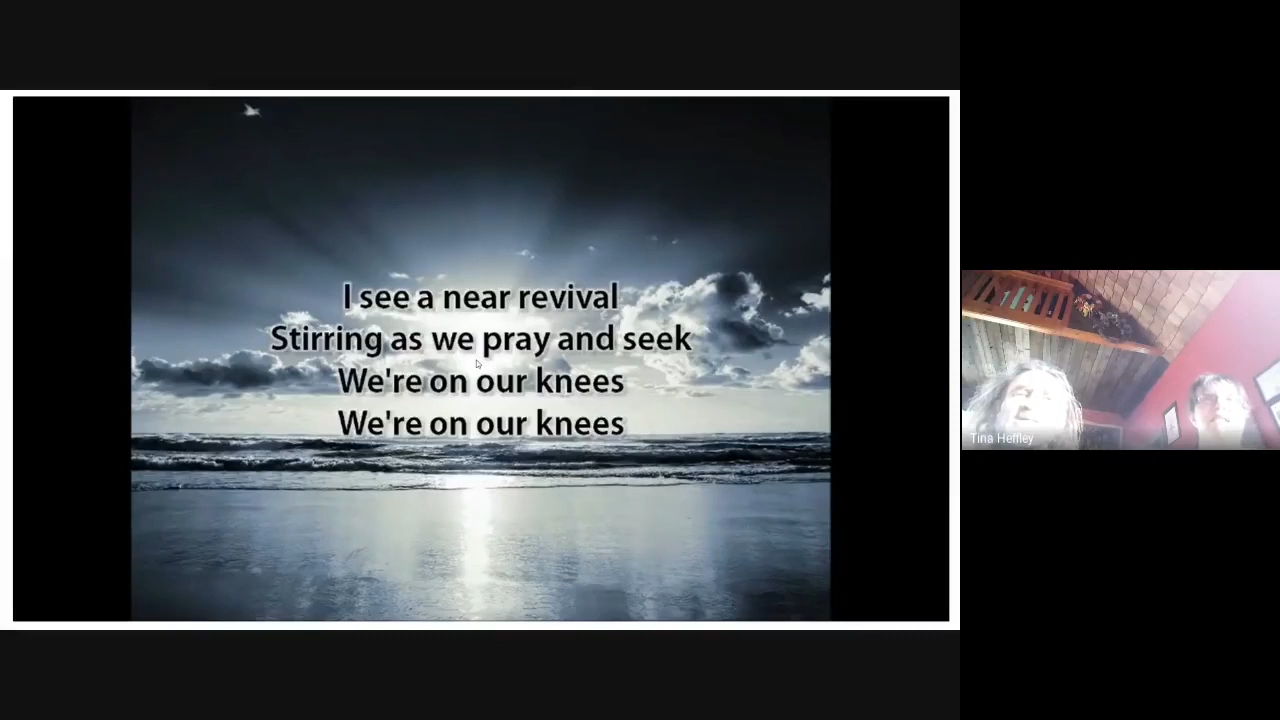 I see a near revival
Stirring as we pray and seek
We're on our knees
We're on our knees
Tina Heffley